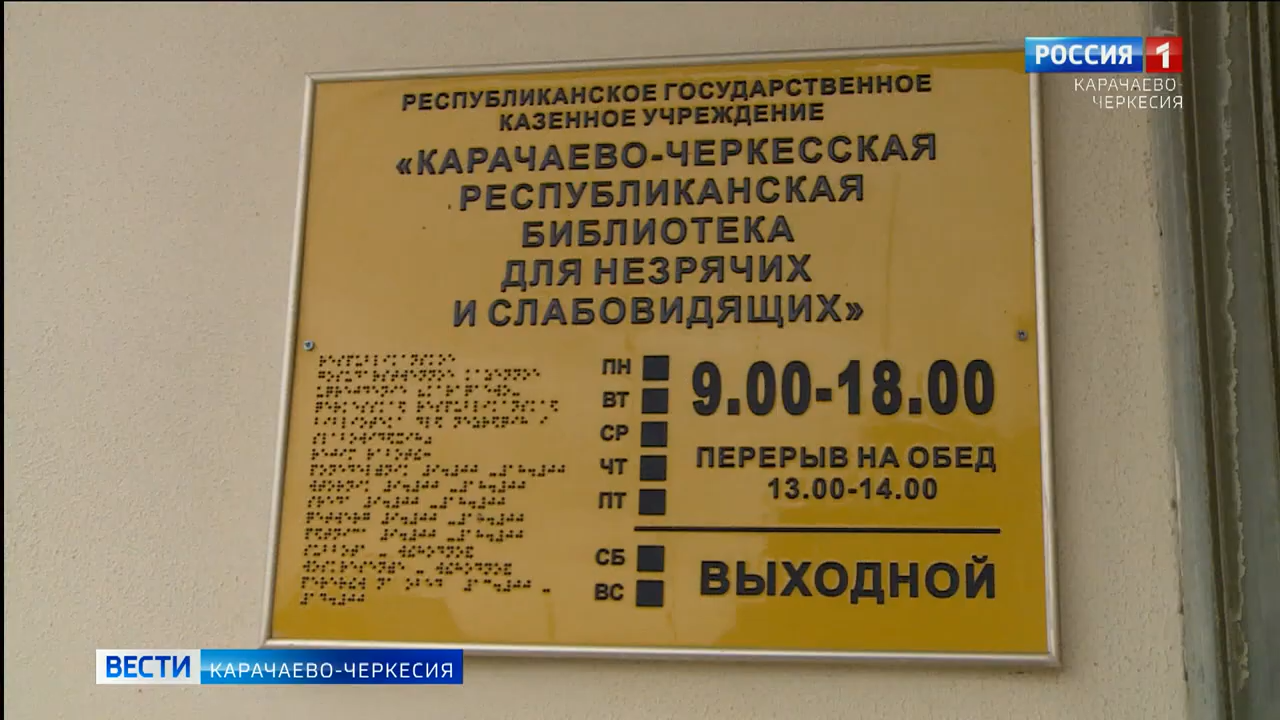 РОССИЯ 1
КАРАЧАЕВО-
ЧЕРКЕСИЯ
РЕСПУБЛИКАНСКОЕ ГОСУДАРСТВЕННОЕ
КАЗЕННОЕ УЧРЕЖДЕНИЕ
«КАРАЧАЕВО-ЧЕРКЕССКАЯ
РЕСПУБЛИКАНСКАЯ
БИБЛИОТЕКА
ДЛЯ НЕЗРЯЧИХ
И СЛАБОВИДЯЩИХ»
ПН
ВТ
СР
ЧТ
ПТ
9.00-18.00
ПЕРЕРЫВ НА ОБЕД
13.00-14.00
СБ
ВС
ВЫХОДНОЙ
ВЕСТИ КАРАЧАЕВО-ЧЕРКЕСИЯ